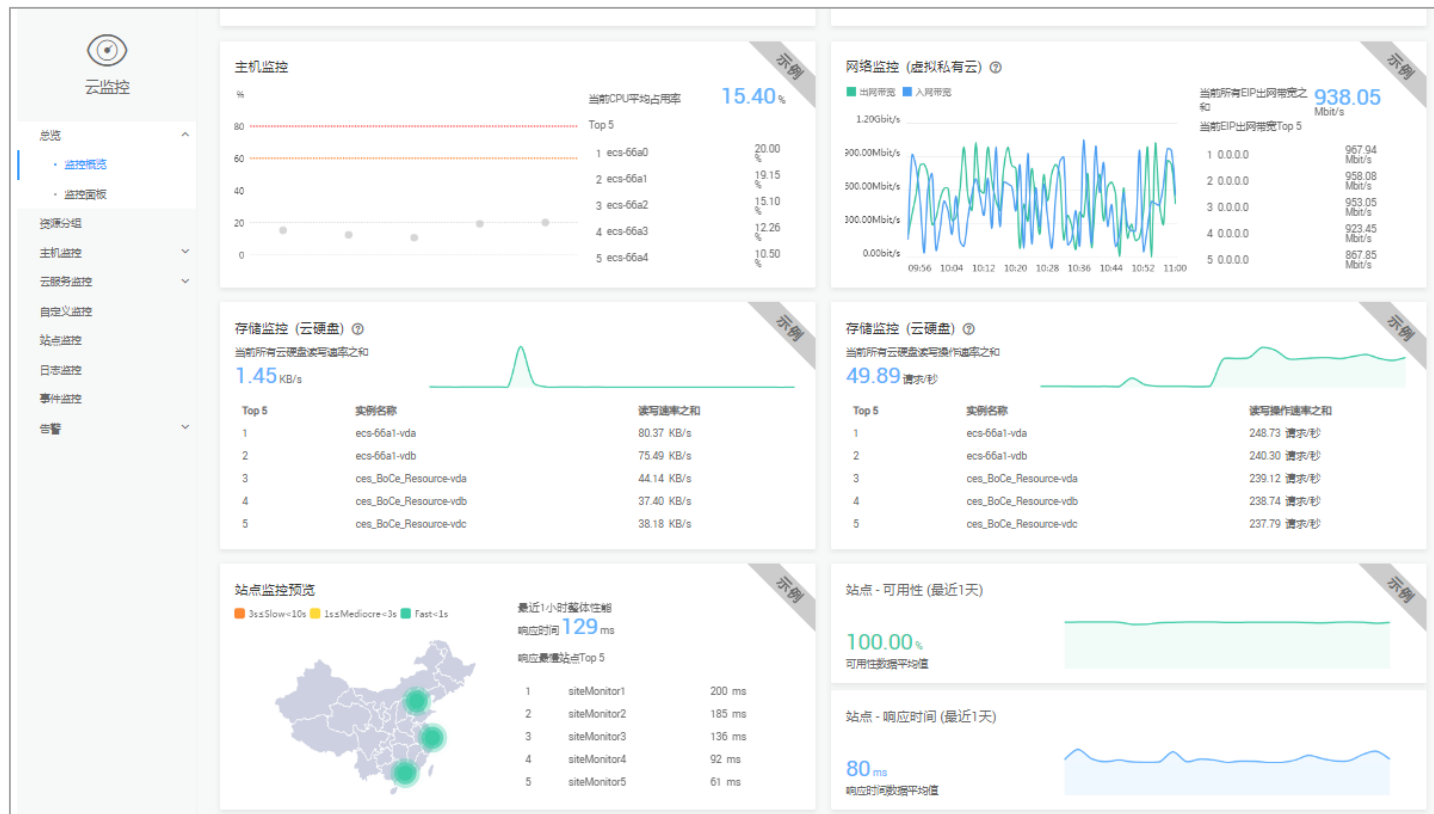 云监控
总览
· 监控概览
· 监控面板
资源分组
主机监控
云服务监控
自定义监控
站点监控
日志监控
事件监控
告警
主机监控
示例
%
80
60
40
20
0
当前CPU平均占用率 15.40 %
Top 5
1 ecs-66a0 20.00 %
2 ecs-66a1 19.15 %
3 ecs-66a2 15.10 %
4 ecs-66a3 12.26 %
5 ecs-66a4 10.50 %
网络监控 (虚拟私有云)
示例
出网带宽 入网带宽
1.20Gbit/s
900.00Mbit/s
600.00Mbit/s
300.00Mbit/s
0.00bit/s
09:56 10:04 10:12 10:20 10:28 10:36 10:44 10:52 11:00
当前所有EIP出网带宽之和 938.05 Mbit/s
当前EIP出网带宽Top 5
1 0.0.0.0 967.94 Mbit/s
2 0.0.0.0 958.08 Mbit/s
3 0.0.0.0 953.05 Mbit/s
4 0.0.0.0 923.45 Mbit/s
5 0.0.0.0 867.85 Mbit/s
存储监控 (云硬盘)
示例
当前所有云硬盘读写速率之和
1.45 KB/s
Top 5 实例名称 读写速率之和
1 ecs-66a1-vda 80.37 KB/s
2 ecs-66a1-vdb 75.49 KB/s
3 ces_BoCe_Resource-vda 44.14 KB/s
4 ces_BoCe_Resource-vdb 37.40 KB/s
5 ces_BoCe_Resource-vdc 38.18 KB/s
存储监控 (云硬盘)
示例
当前所有云硬盘读写操作速率之和
49.89 请求/秒
Top 5 实例名称 读写操作速率之和
1 ecs-66a1-vda 248.73 请求/秒
2 ecs-66a1-vdb 240.30 请求/秒
3 ces_BoCe_Resource-vda 239.12 请求/秒
4 ces_BoCe_Resource-vdb 238.74 请求/秒
5 ces_BoCe_Resource-vdc 237.79 请求/秒
站点监控预览
示例
3s≤Slow<10s 1s≤Mediocre<3s Fast<1s
最近1小时整体性能
响应时间 129 ms
响应最慢站点Top 5
1 siteMonitor1 200 ms
2 siteMonitor2 185 ms
3 siteMonitor3 136 ms
4 siteMonitor4 92 ms
5 siteMonitor5 61 ms
站点 - 可用性 (最近1天)
示例
100.00 %
可用性数据平均值
站点 - 响应时间 (最近1天)
80 ms
响应时间数据平均值